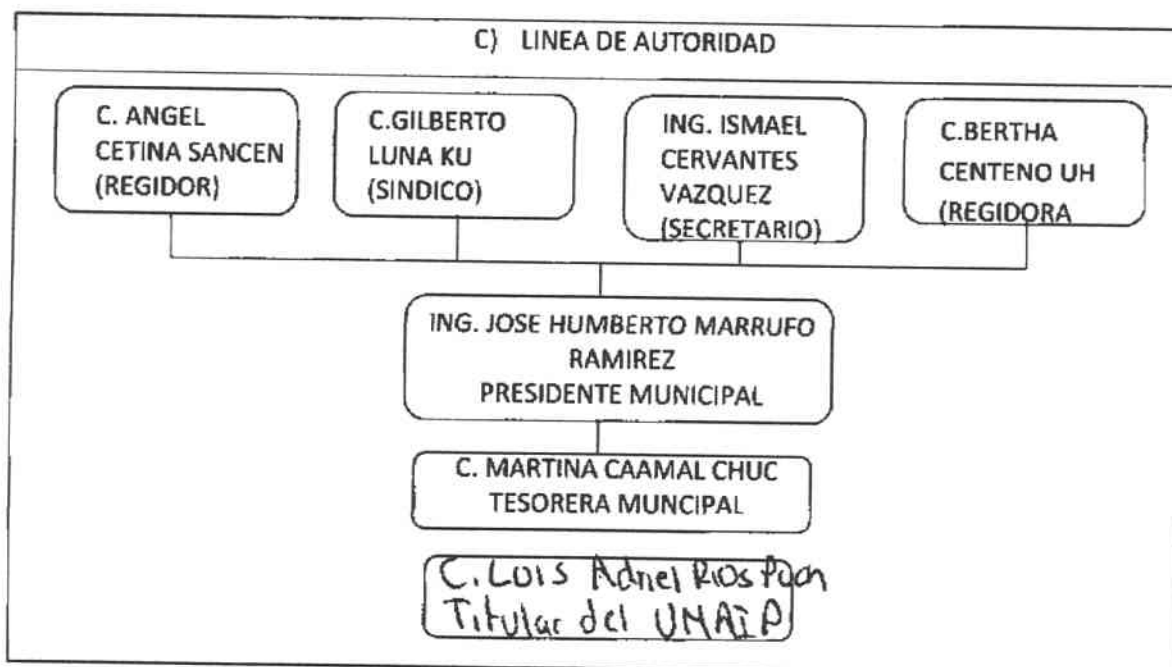 C) LINEA DE AUTORIDAD
C. ANGEL
CETINA SANCEN
(REGIDOR)
C.GILBERTO
LUNA KU
(SINDICO)
ING. ISMAEL
CERVANTES
VAZQUEZ
(SECRETARIO)
C.BERTHA
CENTENO UH
(REGIDORA
ING. JOSE HUMBERTO MARRUFO
RAMIREZ
PRESIDENTE MUNICIPAL
C. MARTINA CAAMAL CHUC
TESORERA MUNCIPAL
C. LUIS Adriel RIOS
Titular del UMAIP